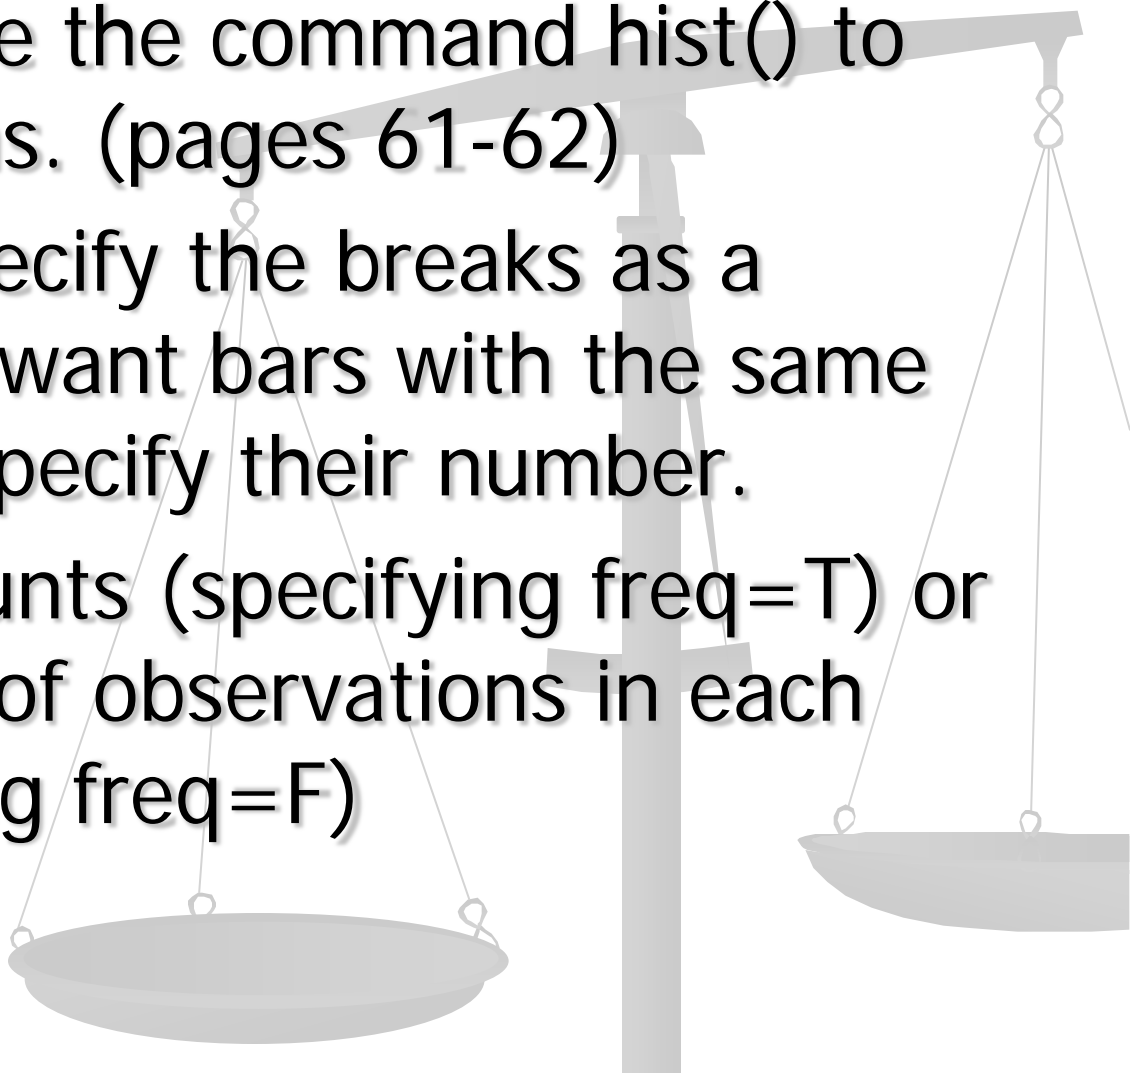 e the command hist() to
s. (pages 61-62)
ecify the breaks as a
want bars with the same
pecify their number.
unts (specifying freq=T) or
of observations in each
g freq=F)